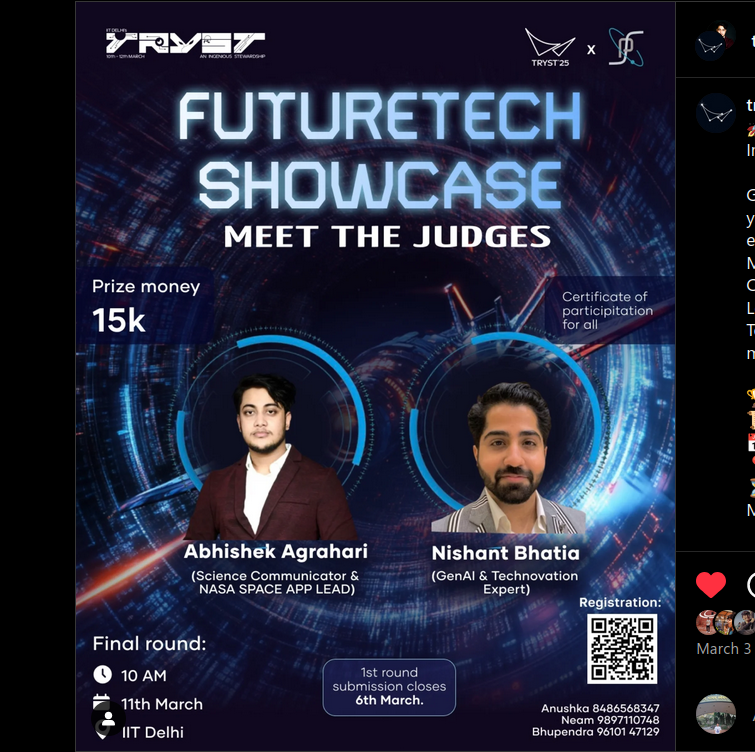 IIT DELHI'S
TRYST
10TH - 12TH MARCH
AN INGENIOUS STEWARDSHIP
TRYST'25
X
FUTURETECH
SHOWCASE
MEET THE JUDGES
Prize money
15k
Certificate of
participitation
for all
Abhishek Agrahari
(Science Communicator &
NASA SPACE APP LEAD)
Nishant Bhatia
(GenAI & Technovation
Expert)
Registration:
Final round:
10 AM
11th March
IIT Delhi
1st round
submission closes
6th March.
Anushka 8486568347
Neam 9897110748
Bhupendra 96101 47129
March 3